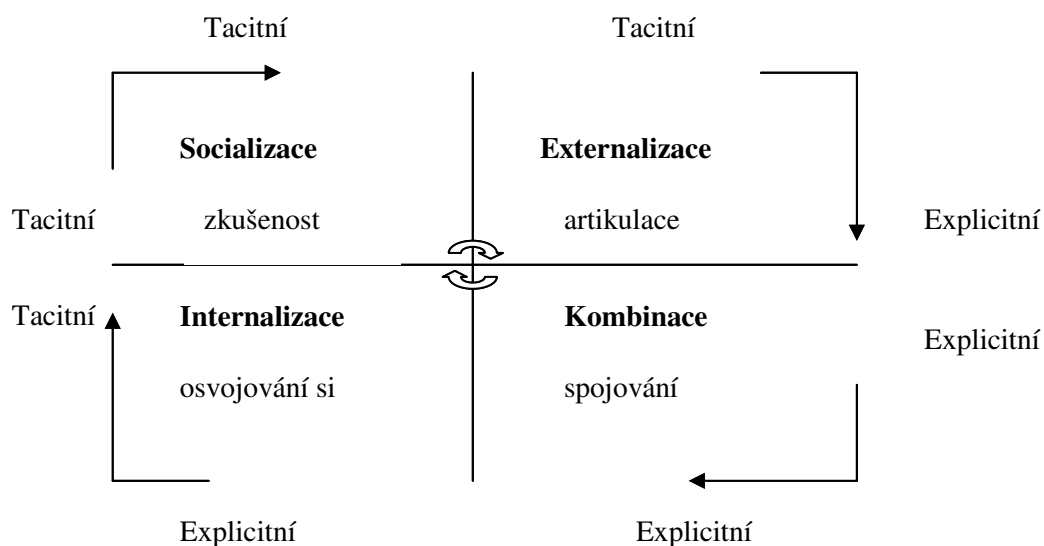 Tacitní Tacitní
Socializace Externalizace
Tacitní zkušenost artikulace Explicitní
Tacitní Internalizace Kombinace
Explicitní
osvojování si spojování
Explicitní Explicitní